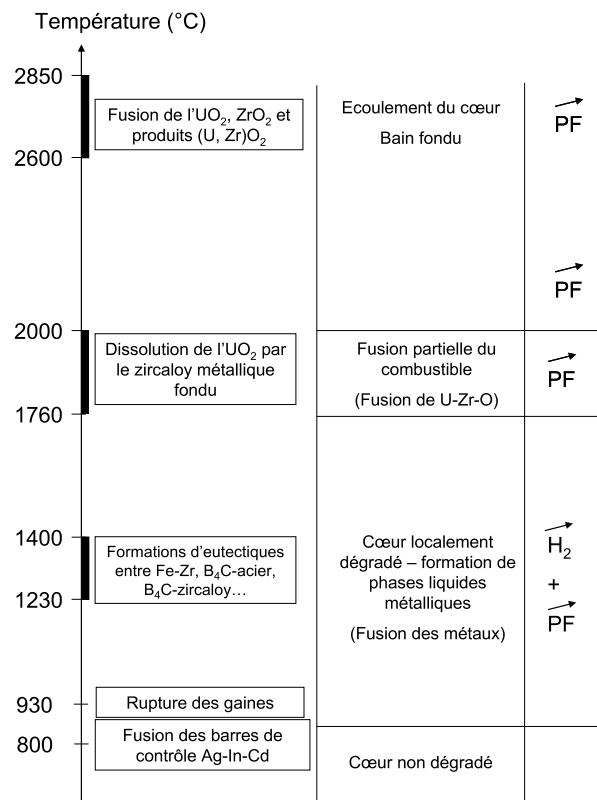 Température (°C)
2850
Fusion de l'UO₂, ZrO₂ et
produits (U, Zr)O₂
2600
Ecoulement du cœur
Bain fondu
PF
PF
2000
Dissolution de l'UO₂ par
le zircaloy métallique
fondu
1760
Fusion partielle du
combustible
(Fusion de U-Zr-O)
PF
1400
Formations d'eutectiques
entre Fe-Zr, B₄C-acier,
B₄C-zircaloy…
1230
Cœur localement
dégradé – formation de
phases liquides
métalliques
(Fusion des métaux)
H₂
+
PF
930
Rupture des gaines
800
Fusion des barres de
contrôle Ag-In-Cd
Cœur non dégradé